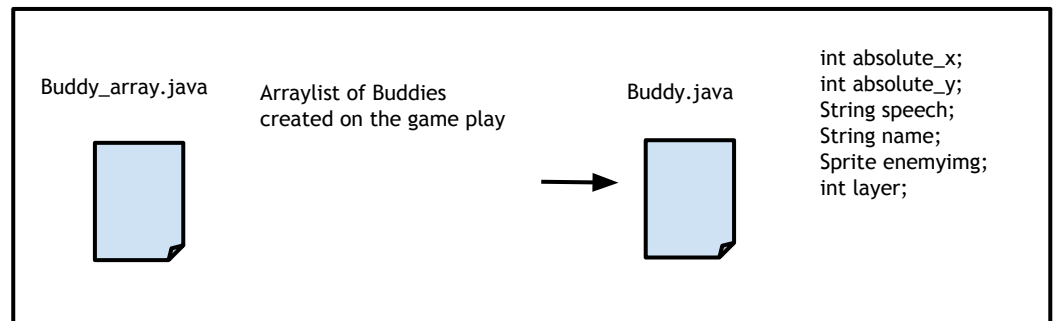 Buddy_array.java
Arraylist of Buddies
created on the game play
Buddy.java
int absolute_x;
int absolute_y;
String speech;
String name;
Sprite enemyimg;
int layer;